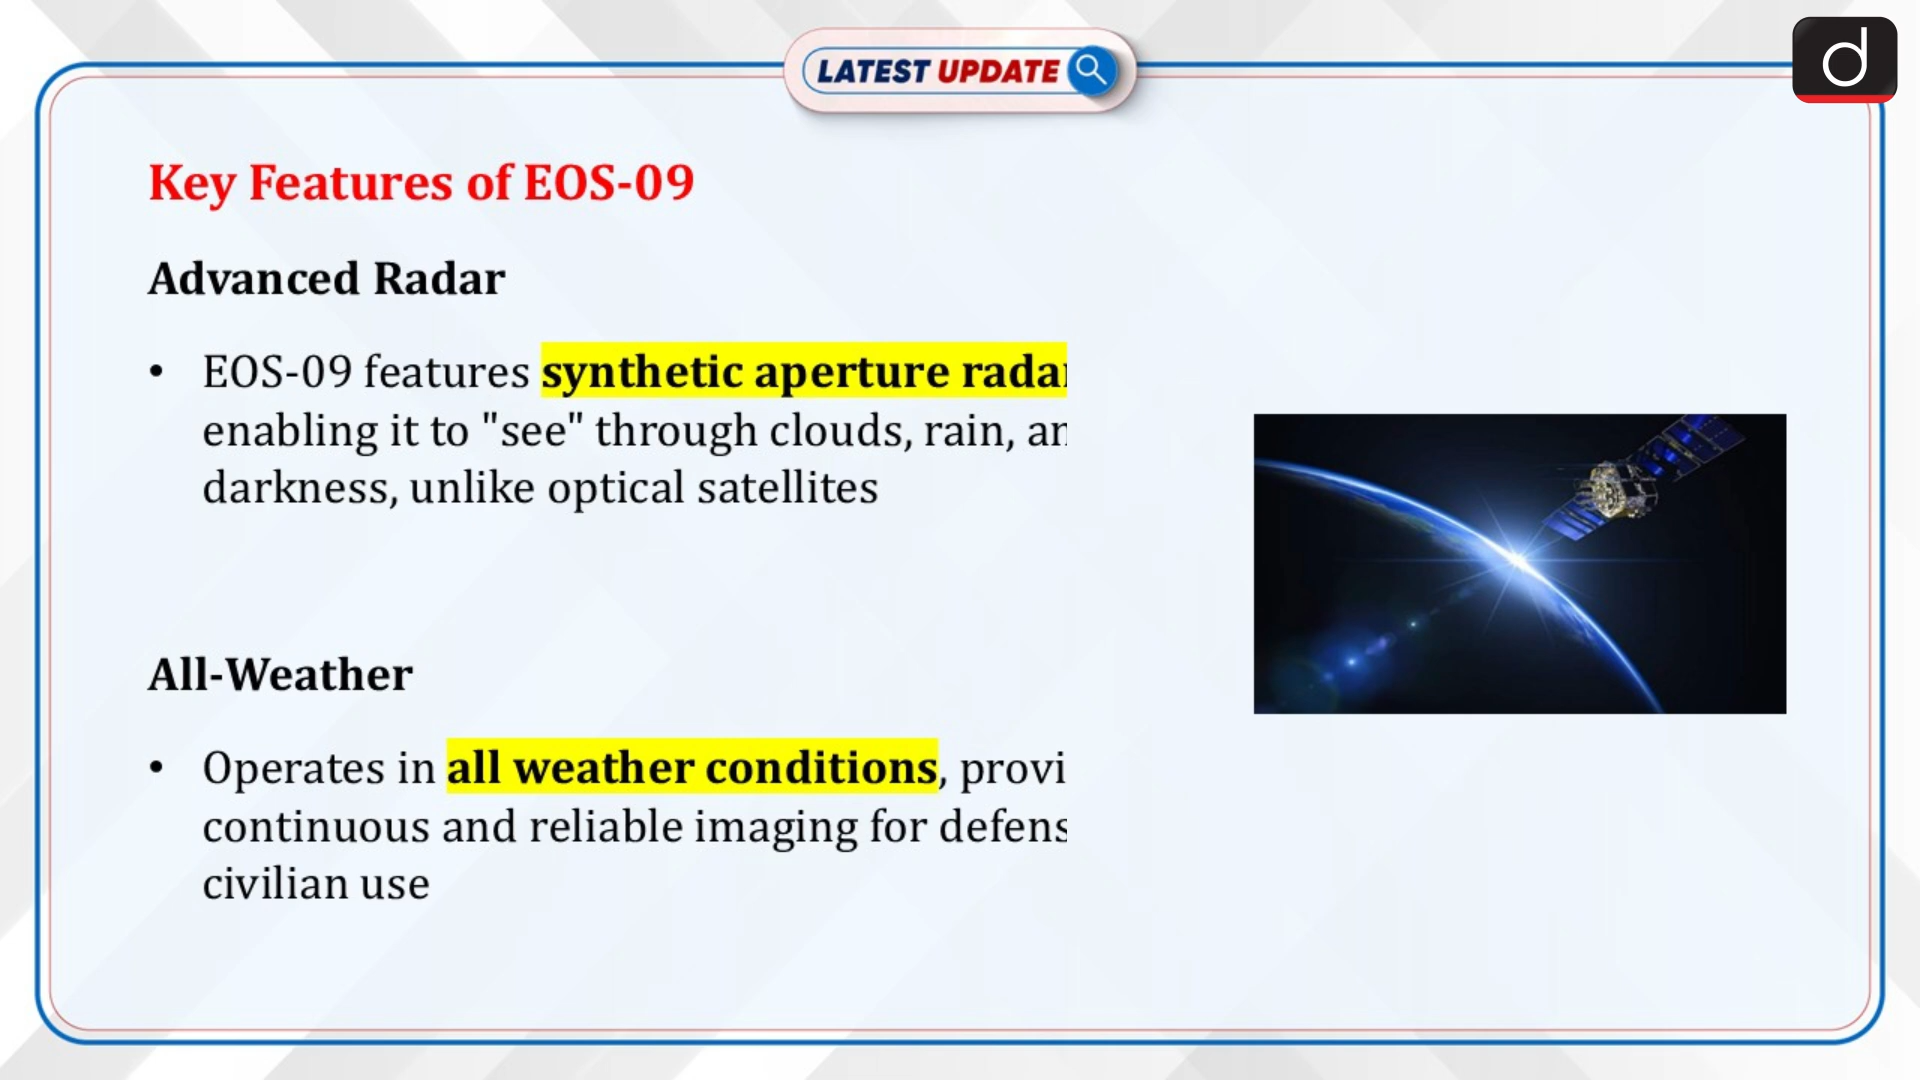 LATEST UPDATE
d
Key Features of EOS-09
Advanced Radar
• EOS-09 features synthetic aperture radar
enabling it to "see" through clouds, rain,
darkness, unlike optical satellites
All-Weather
• Operates in all weather conditions,
continuous and reliable imaging for
civilian use